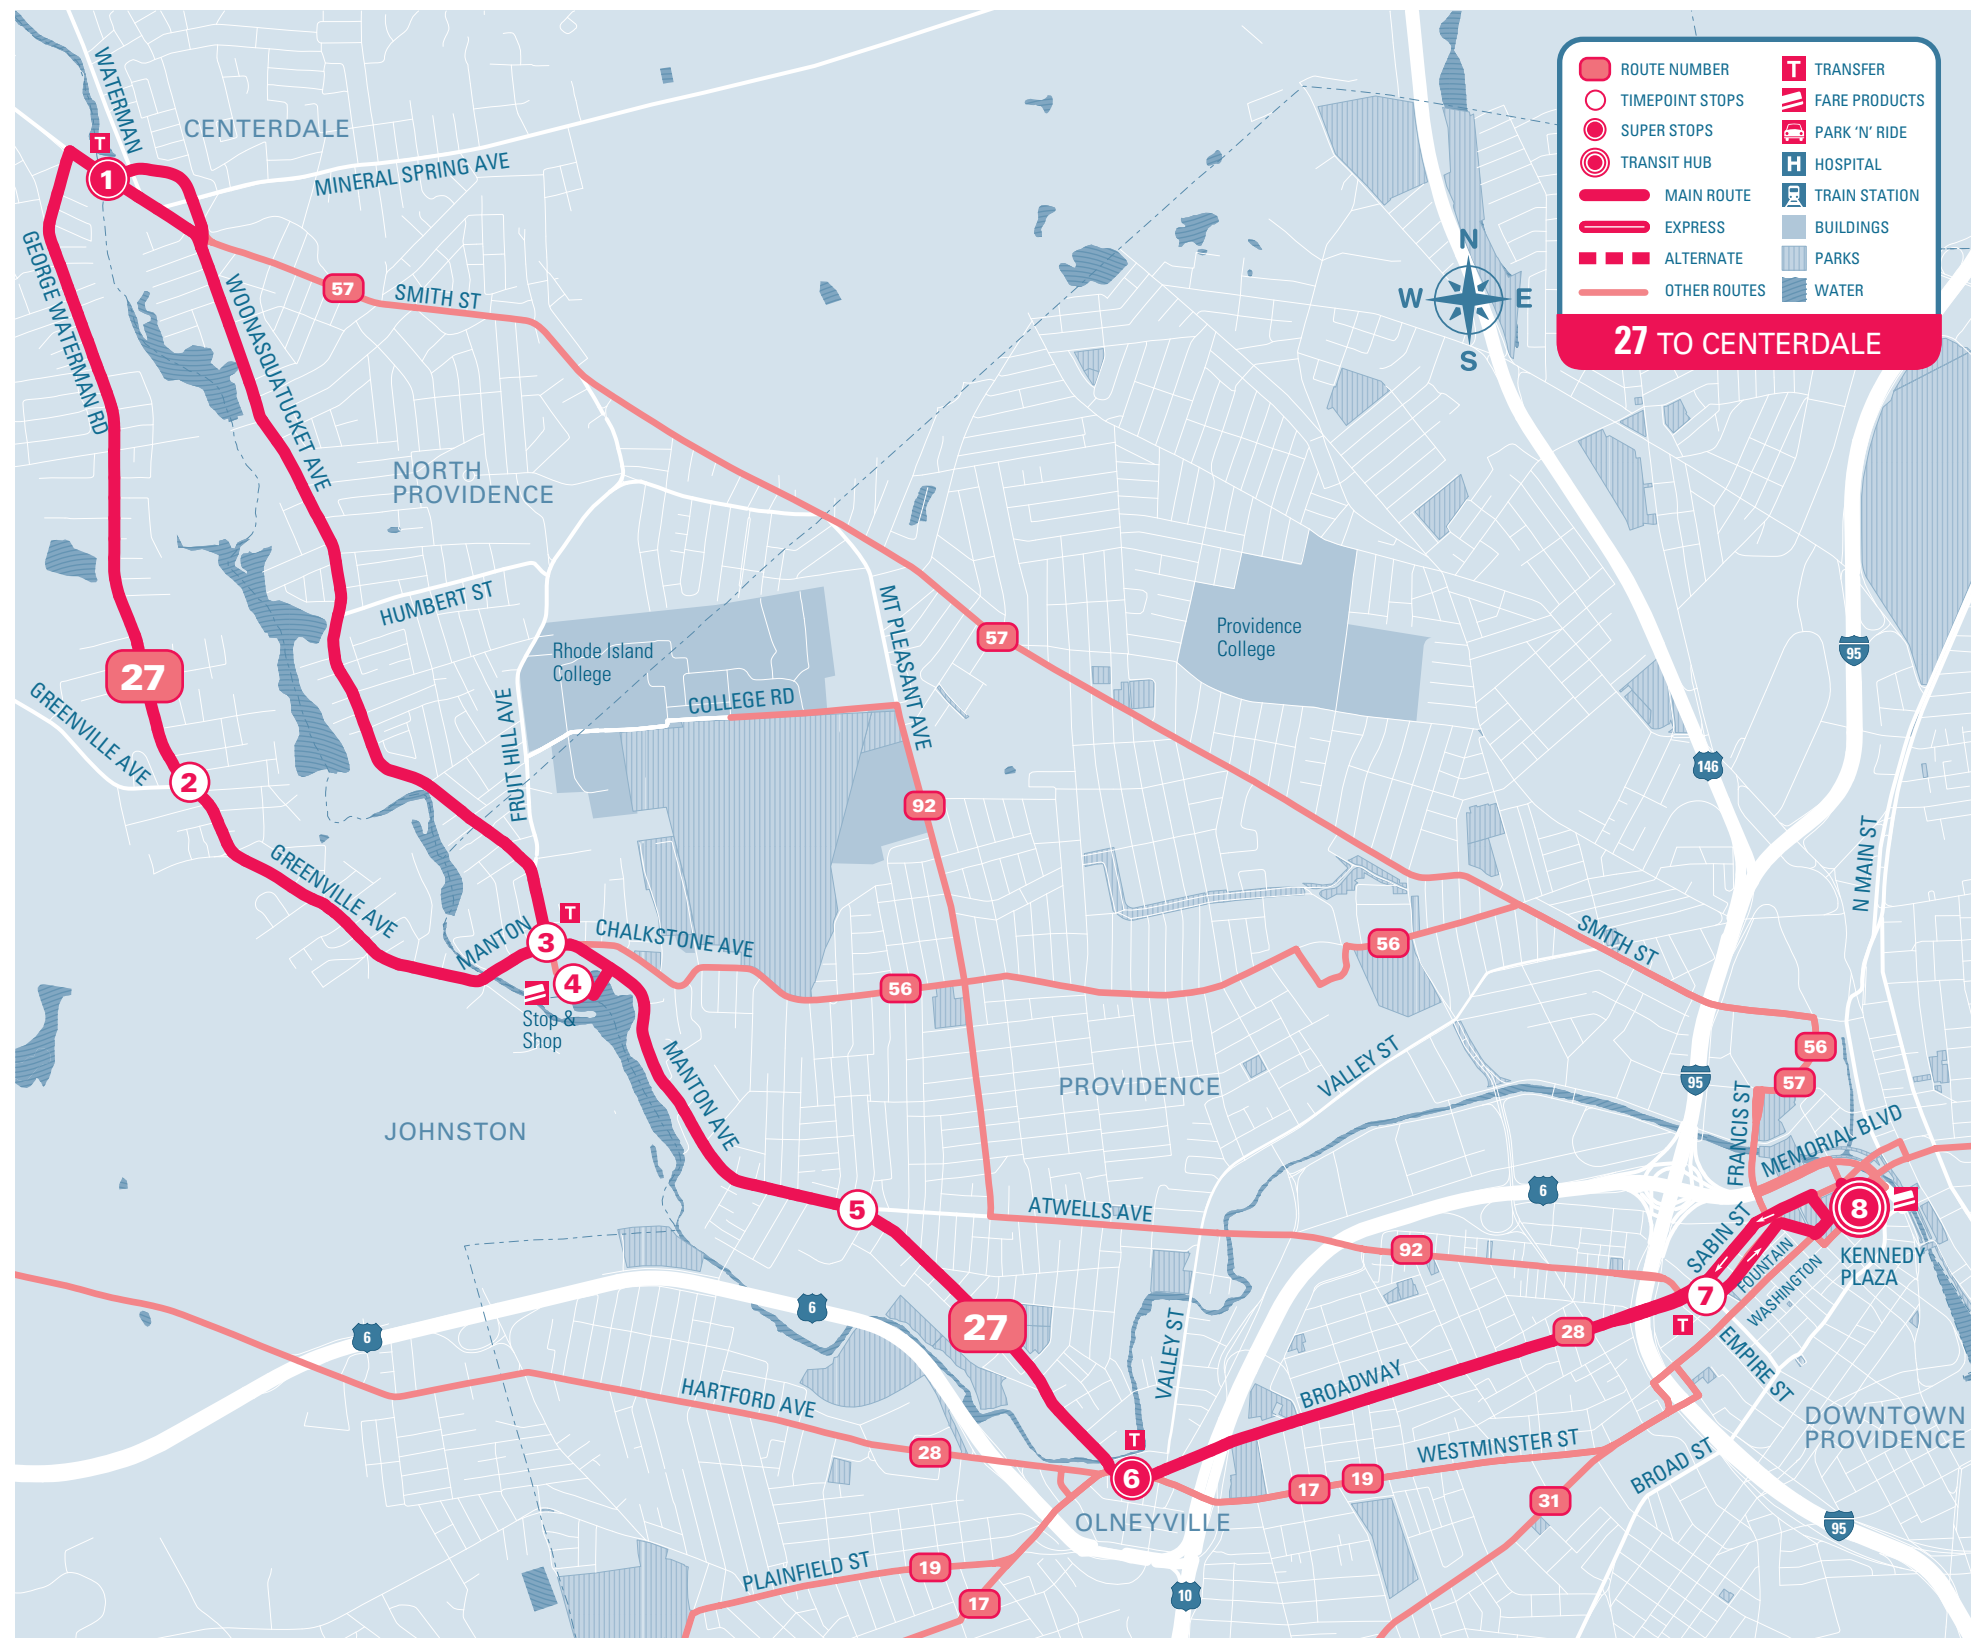 WATERMAN
CENTERDALE
T
1
MINERAL SPRING AVE
GEORGE WATERMAN RD
WOONASQUATUCKET AVE
57
SMITH ST
NORTH
PROVIDENCE
HUMBERT ST
27
GREENVILLE AVE
2
GREENVILLE AVE
FRUIT HILL AVE
Rhode Island
College
COLLEGE RD
MT PLEASANT AVE
57
Providence
College
92
MANTON
3
T
4
CHALKSTONE AVE
Stop &
Shop
56
56
SMITH ST
N MAIN ST
146
95
95
JOHNSTON
MANTON AVE
PROVIDENCE
VALLEY ST
56
57
FRANCIS ST
MEMORIAL BLVD
5
ATWELLS AVE
92
6
SABIN ST
FOUNTAIN
WASHINGTON
8
KENNEDY
PLAZA
7
T
EMPIRE ST
6
6
27
28
BROADWAY
VALLEY ST
HARTFORD AVE
28
T
6
OLNEYVILLE
WESTMINSTER ST
17
19
31
BROAD ST
DOWNTOWN
PROVIDENCE
95
PLAINFIELD ST
19
17
10
N
W
E
S
ROUTE NUMBER
TIMEPOINT STOPS
SUPER STOPS
TRANSIT HUB
MAIN ROUTE
EXPRESS
ALTERNATE
OTHER ROUTES
T TRANSFER
FARE PRODUCTS
PARK 'N' RIDE
H HOSPITAL
TRAIN STATION
BUILDINGS
PARKS
WATER
27 TO CENTERDALE